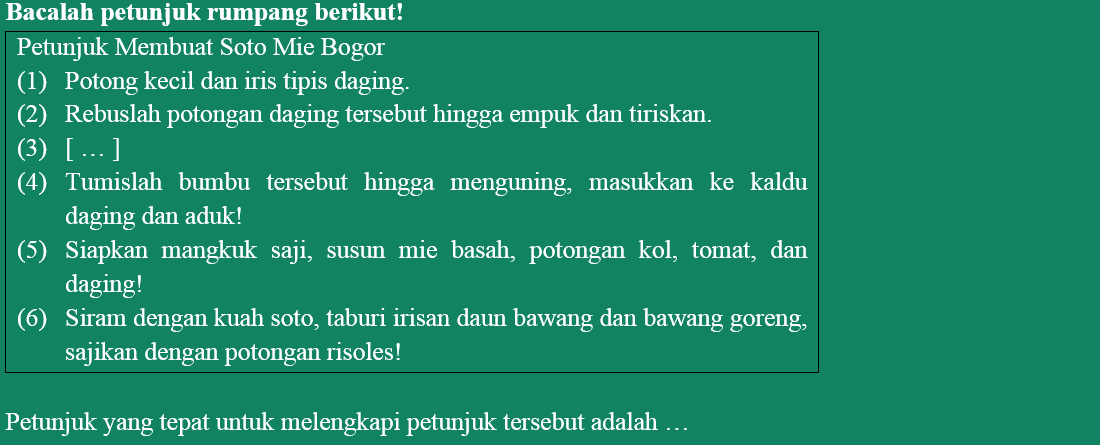 Bacalah petunjuk rumpang berikut!
Petunjuk Membuat Soto Mie Bogor
(1) Potong kecil dan iris tipis daging.
(2) Rebuslah potongan daging tersebut hingga empuk dan tiriskan.
(3) [ … ]
(4) Tumislah bumbu tersebut hingga menguning, masukkan ke kaldu
daging dan aduk!
(5) Siapkan mangkuk saji, susun mie basah, potongan kol, tomat, dan
daging!
(6) Siram dengan kuah soto, taburi irisan daun bawang dan bawang goreng,
sajikan dengan potongan risoles!
Petunjuk yang tepat untuk melengkapi petunjuk tersebut adalah …